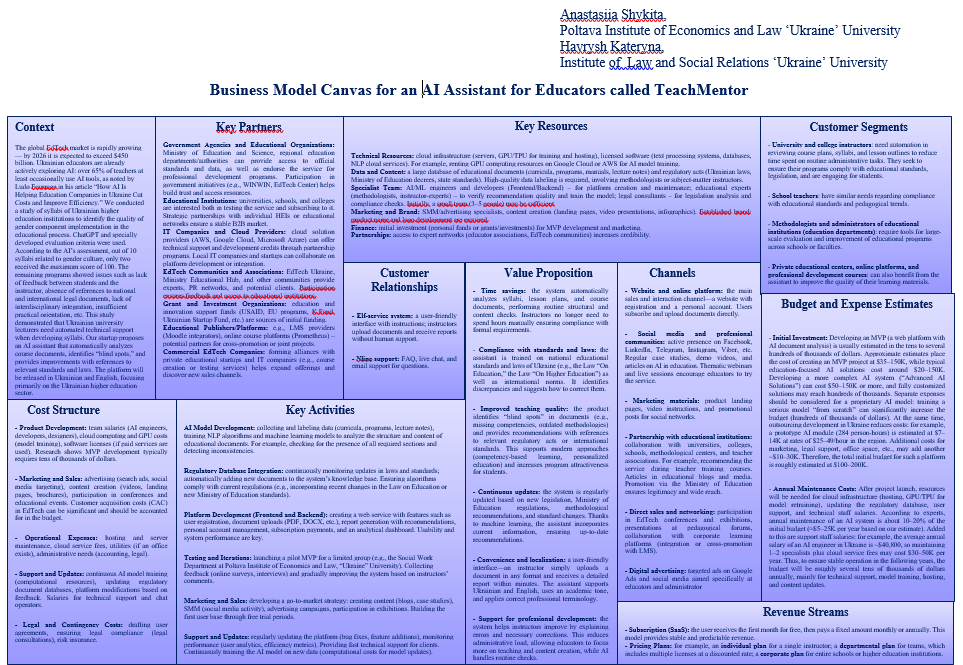 Anastasiia Shykita,
Poltava Institute of Economics and Law ‘Ukraine’ University
Havrysh Kateryna,
Institute of Law and Social Relations ‘Ukraine’ University
Business Model Canvas for an AI Assistant for Educators called TeachMentor
Context
The global EdTech market is rapidly growing
— by 2026 it is expected to exceed $450
billion. Ukrainian educators are already
actively exploring AI: over 65% of teachers at
least occasionally use AI tools, as noted by
Ludo
in his article “How AI Is
Helping Education Companies in Ukraine Cut
Costs and Improve Efficiency.” We conducted
a study of syllabi of Ukrainian higher
education institutions to identify the quality of
gender component implementation in the
educational process. ChatGPT and specially
developed evaluation criteria were used.
According to the AI’s assessment, out of 10
syllabi related to gender culture, only two
received the maximum score of 100. The
remaining programs showed issues such as lack
of feedback between students and the
instructor, absence of references to national
and international legal documents, lack of
interdisciplinarity, insufficient
practical orientation, etc. This study
demonstrated that Ukrainian university
lecturers need automated technical support
when developing syllabi. Our startup proposes
an AI assistant that automatically analyzes
course documents, identifies “blind spots,” and
provides improvements with references to
relevant standards and laws. The platform will
be released in Ukrainian and English, focusing
primarily on the Ukrainian higher education
sector.
Key Partners
Government Agencies and Educational Organizations:
Ministry of Education and Science, regional education
departments/authorities can provide access to official
standards and data, as well as endorse the service for
professional development programs. Participation in
government initiatives (e.g., WINWIN, EdTech Center) helps
build trust and access resources.
Educational Institutions: universities, schools, and colleges
are interested both in testing the service and subscribing to it.
Strategic partnerships with individual HEIs or educational
networks ensure a stable B2B market.
IT Companies and Cloud Providers: cloud solution
providers (AWS, Google Cloud, Microsoft Azure) can offer
technical support and development credits through partnership
programs. Local IT companies and startups can collaborate on
platform development or integration.
EdTech Communities and Associations: EdTech Ukraine,
Ministry Educational Hub, and other communities provide
experts, PR networks, and potential clients. Participation
ensures feedback and access to educational institutions.
Grant and Investment Organizations: education and
innovation support funds (USAID, EU programs,
Ukrainian Startup Fund, etc.) are sources of initial funding.
Educational Publishers/Platforms: e.g., LMS providers
(Moodle integrators), online course platforms (Prometheus) –
potential partners for cross-promotion or joint projects.
Commercial EdTech Companies: forming alliances with
private educational startups and IT companies (e.g., course
creation or testing services) helps expand offerings and
discover new sales channels.
Key Resources
Technical Resources: cloud infrastructure (servers, GPU/TPU for training and hosting), licensed software (text processing systems, databases,
NLP cloud services). For example, renting GPU computing resources on Google Cloud or AWS for AI model training.
Data and Content: a large database of educational documents (curricula, programs, manuals, lecture notes) and regulatory acts (Ukrainian laws,
Ministry of Education decrees, state standards). High-quality data labeling is required, involving methodologists or subject-matter instructors.
Specialist Team: AI/ML engineers and developers (Frontend/Backend) – for platform creation and maintenance; educational experts
(methodologists, instructor-experts) – to verify recommendation quality and train the model; legal consultants – for legislation analysis and
compliance checks. Initially, a small team (3–5 people) may be sufficient.
Marketing and Brand: SMM/advertising specialists, content creation (landing pages, video presentations, infographics). Established brand
product name and logo development are required.
Finance: initial investment (personal funds or grants/investments) for MVP development and marketing.
Partnerships: access to expert networks (educator associations, EdTech communities) increases credibility.
Customer Segments
- University and college instructors: need automation in
reviewing course plans, syllabi, and lesson outlines to reduce
time spent on routine administrative tasks. They seek to
ensure their programs comply with educational standards,
legislation, and are engaging for students.
- School teachers: have similar needs regarding compliance
with educational standards and pedagogical trends.
- Methodologists and administrators of educational
institutions (education departments): require tools for large-
scale evaluation and improvement of educational programs
across schools or faculties.
- Private educational centers, online platforms, and
professional development courses: can also benefit from the
assistant to improve the quality of their learning materials.
Customer
Relationships
- Self-service system: a user-friendly
interface with instructions; instructors
upload documents and receive reports
without human support.
- Nline support: FAQ, live chat, and
email support for questions.
Value Proposition
- Time savings: the system automatically
analyzes syllabi, lesson plans, and course
documents, performing routine structural and
content checks. Instructors no longer need to
spend hours manually ensuring compliance with
formal requirements.
- Compliance with standards and laws: the
assistant is trained on national educational
standards and laws of Ukraine (e.g., the Law “On
Education,” the Law “On Higher Education”) as
well as international norms. It identifies
discrepancies and suggests how to correct them.
- Improved teaching quality: the product
identifies “blind spots” in documents (e.g.,
missing competencies, outdated methodologies)
and provides recommendations with references
to relevant regulatory acts or international
standards. This supports modern approaches
(competency-based learning, personalized
education) and increases program attractiveness
for students.
- Continuous updates: the system is regularly
updated based on new legislation, Ministry of
Education regulations, methodological
recommendations, and changed standards. Thanks
to machine learning, the assistant incorporates
current information, ensuring up-to-date
recommendations.
- Convenience and localization: a user-friendly
interface—an instructor simply uploads a
document in any format and receives a detailed
report within minutes. The assistant supports
Ukrainian and English, uses an academic tone,
and applies correct professional terminology.
- Support for professional development: the
system helps instructors improve by explaining
errors and necessary corrections. This reduces
administrative load, allowing educators to focus
more on teaching and content creation, while AI
handles routine checks.
Channels
- Website and online platform: the main
sales and interaction channel—a website with
registration and a personal account. Users
subscribe and upload documents directly.
- Social media and professional
communities: active presence on Facebook,
LinkedIn, Telegram, Instagram, Viber, etc.
Regular case studies, demo videos, and
articles on AI in education. Thematic webinars
and live sessions encourage educators to try
the service.
- Marketing materials: product landing
pages, video instructions, and promotional
posts for social networks.
- Partnership with educational institutions:
collaboration with universities, colleges,
schools, methodological centers, and teacher
associations. For example, recommending the
service during teacher training courses.
Articles in educational blogs and media.
Promotion via the Ministry of Education
ensures legitimacy and wide reach.
- Direct sales and networking: participation
in EdTech conferences and exhibitions,
presentations at pedagogical forums,
collaboration with corporate learning
platforms (integration or cross-promotion
with LMS).
- Digital advertising: targeted ads on Google
Ads and social media aimed specifically at
educators and administrator
Budget and Expense Estimates
- Initial Investment: Developing an MVP (a web platform with
AI document analysis) is usually estimated in the tens to several
hundreds of thousands of dollars. Approximate estimates place
the cost of creating an MVP project at $35–150K, while typical
education-focused AI solutions cost around $20–150K.
Developing a more complex AI system (“Advanced AI
Solutions”) can cost $50–150K or more, and fully customized
solutions may reach hundreds of thousands. Separate expenses
should be considered for a proprietary AI model: training a
serious model “from scratch” can significantly increase the
budget (hundreds of thousands of dollars). At the same time,
outsourcing development in Ukraine reduces costs: for example,
a prototype AI module (284 person-hours) is estimated at $7–
14K at rates of $25–49/hour in the region. Additional costs for
marketing, legal support, office space, etc., may add another
~$10–30K. Therefore, the total initial budget for such a platform
is roughly estimated at $100–200K.
- Annual Maintenance Costs: After project launch, resources
will be needed for cloud infrastructure (hosting, GPU/TPU for
model retraining), updating the regulatory database, user
support, and technical staff salaries. According to experts,
annual maintenance of an AI system is about 10–20% of the
initial budget (~$5–25K per year based on our estimate). Added
to this are support staff salaries: for example, the average annual
salary of an AI engineer in Ukraine is ~$40,800, so maintaining
1–2 specialists plus cloud service fees may cost $30–50K per
year. Thus, to ensure stable operation in the following years, the
budget will be roughly several tens of thousands of dollars
annually, mainly for technical support, model training, hosting,
and content updates.
Cost Structure
- Product Development: team salaries (AI engineers,
developers, designers), cloud computing and GPU costs
(model training), software licenses (if paid services are
used). Research shows MVP development typically
requires tens of thousands of dollars.
- Marketing and Sales: advertising (search ads, social
media targeting), content creation (videos, landing
pages, brochures), participation in conferences and
educational events. Customer acquisition costs (CAC)
in EdTech can be significant and should be accounted
for in the budget.
- Operational Expenses: hosting and server
maintenance, cloud service fees, utilities (if an office
exists), administrative needs (accounting, legal).
- Support and Updates: continuous AI model training
(computational resources), updating regulatory
document databases, platform modifications based on
feedback. Salaries for technical support and chat
operators.
- Legal and Contingency Costs: drafting user
agreements, ensuring legal compliance (legal
consultations), risk insurance.
Key Activities
AI Model Development: collecting and labeling data (curricula, programs, lecture notes),
training NLP algorithms and machine learning models to analyze the structure and content of
educational documents. For example, checking for the presence of all required sections and
detecting inconsistencies.
Regulatory Database Integration: continuously monitoring updates in laws and standards;
automatically adding new documents to the system’s knowledge base. Ensuring algorithms
comply with current regulations (e.g., incorporating recent changes in the Law on Education or
new Ministry of Education standards).
Platform Development (Frontend and Backend): creating a web service with features such as
user registration, document uploads (PDF, DOCX, etc.), report generation with recommendations,
personal account management, subscription payments, and an analytical dashboard. Usability and
system performance are key.
Testing and Iterations: launching a pilot MVP for a limited group (e.g., the Social Work
Department at Poltava Institute of Economics and Law, “Ukraine” University). Collecting
feedback (online surveys, interviews) and gradually improving the system based on instructors’
comments.
Marketing and Sales: developing a go-to-market strategy: creating content (blogs, case studies),
SMM (social media activity), advertising campaigns, participation in exhibitions. Building the
first user base through free trial periods.
Support and Updates: regularly updating the platform (bug fixes, feature additions), monitoring
performance (user analytics, efficiency metrics). Providing fast technical support for clients.
Continuously training the AI model on new data (computational costs for model updates).
Revenue Streams
- Subscription (SaaS): the user receives the first month for free, then pays a fixed amount monthly or annually. This
model provides stable and predictable revenue.
- Pricing Plans: for example, an individual plan for a single instructor; a departmental plan for teams, which
includes multiple licenses at a discounted rate; a corporate plan for entire schools or higher education institutions.